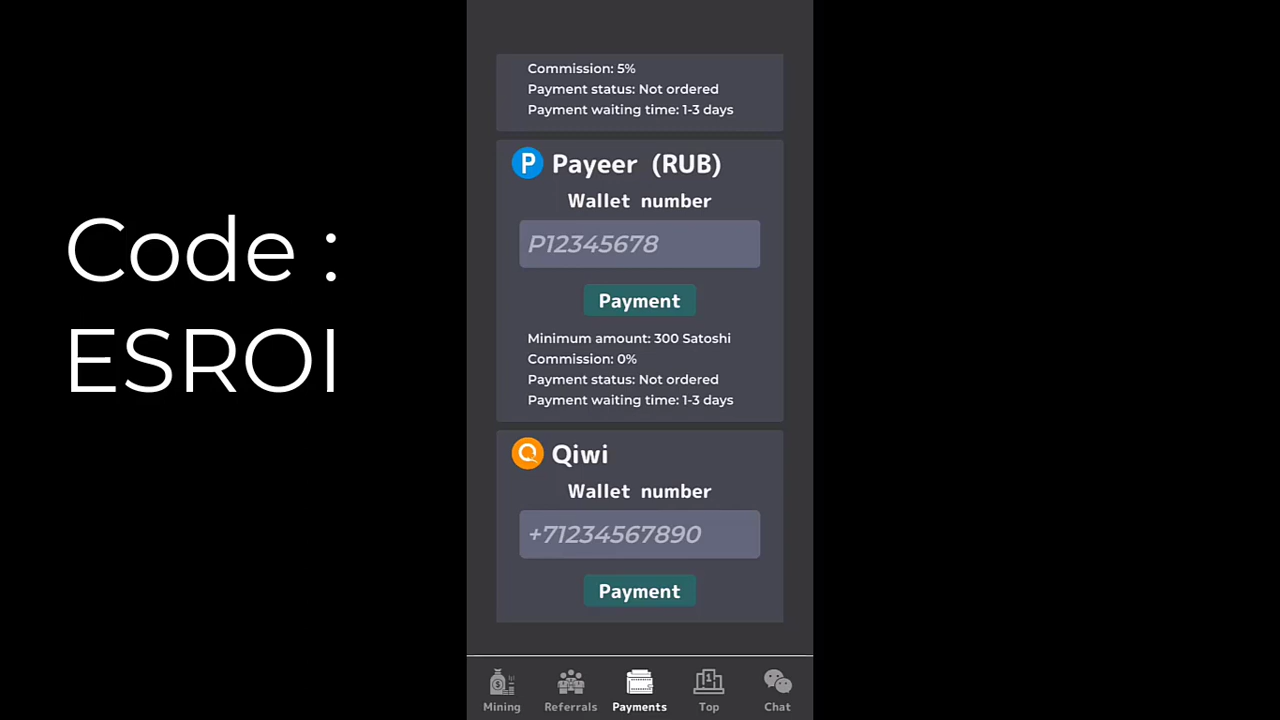 Code :
ESROI
Commission: 5%
Payment status: Not ordered
Payment waiting time: 1-3 days
P Payeer (RUB)
Wallet number
P12345678
Payment
Minimum amount: 300 Satoshi
Commission: 0%
Payment status: Not ordered
Payment waiting time: 1-3 days
Qiwi
Wallet number
+71234567890
Payment
Mining Referrals Payments Top Chat